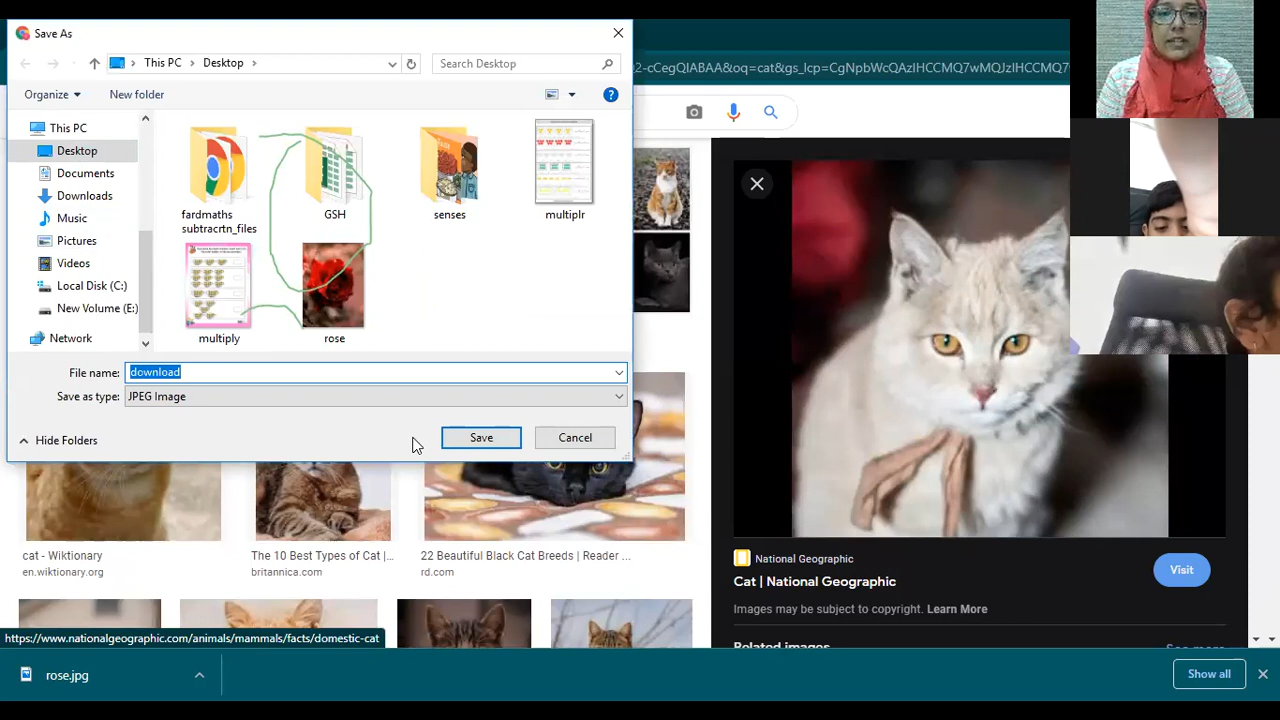 Save As
This PC
Desktop
Search Desktop
Organize
New folder
This PC
Desktop
Documents
Downloads
Music
Pictures
Videos
Local Disk (C:)
New Volume (E:)
Network
fardmaths
subtractrn_files
GSH
senses
multiplr
multiply
rose
File name:
download
Save as type:
JPEG Image
Hide Folders
Save
Cancel
cat - Wiktionary
en.wiktionary.org
The 10 Best Types of Cat |...
britannica.com
22 Beautiful Black Cat Breeds | Reader ...
rd.com
National Geographic
Cat | National Geographic
Visit
Images may be subject to copyright. Learn More
Related images
See more
https://www.nationalgeographic.com/animals/mammals/facts/domestic-cat
rose.jpg
Show all